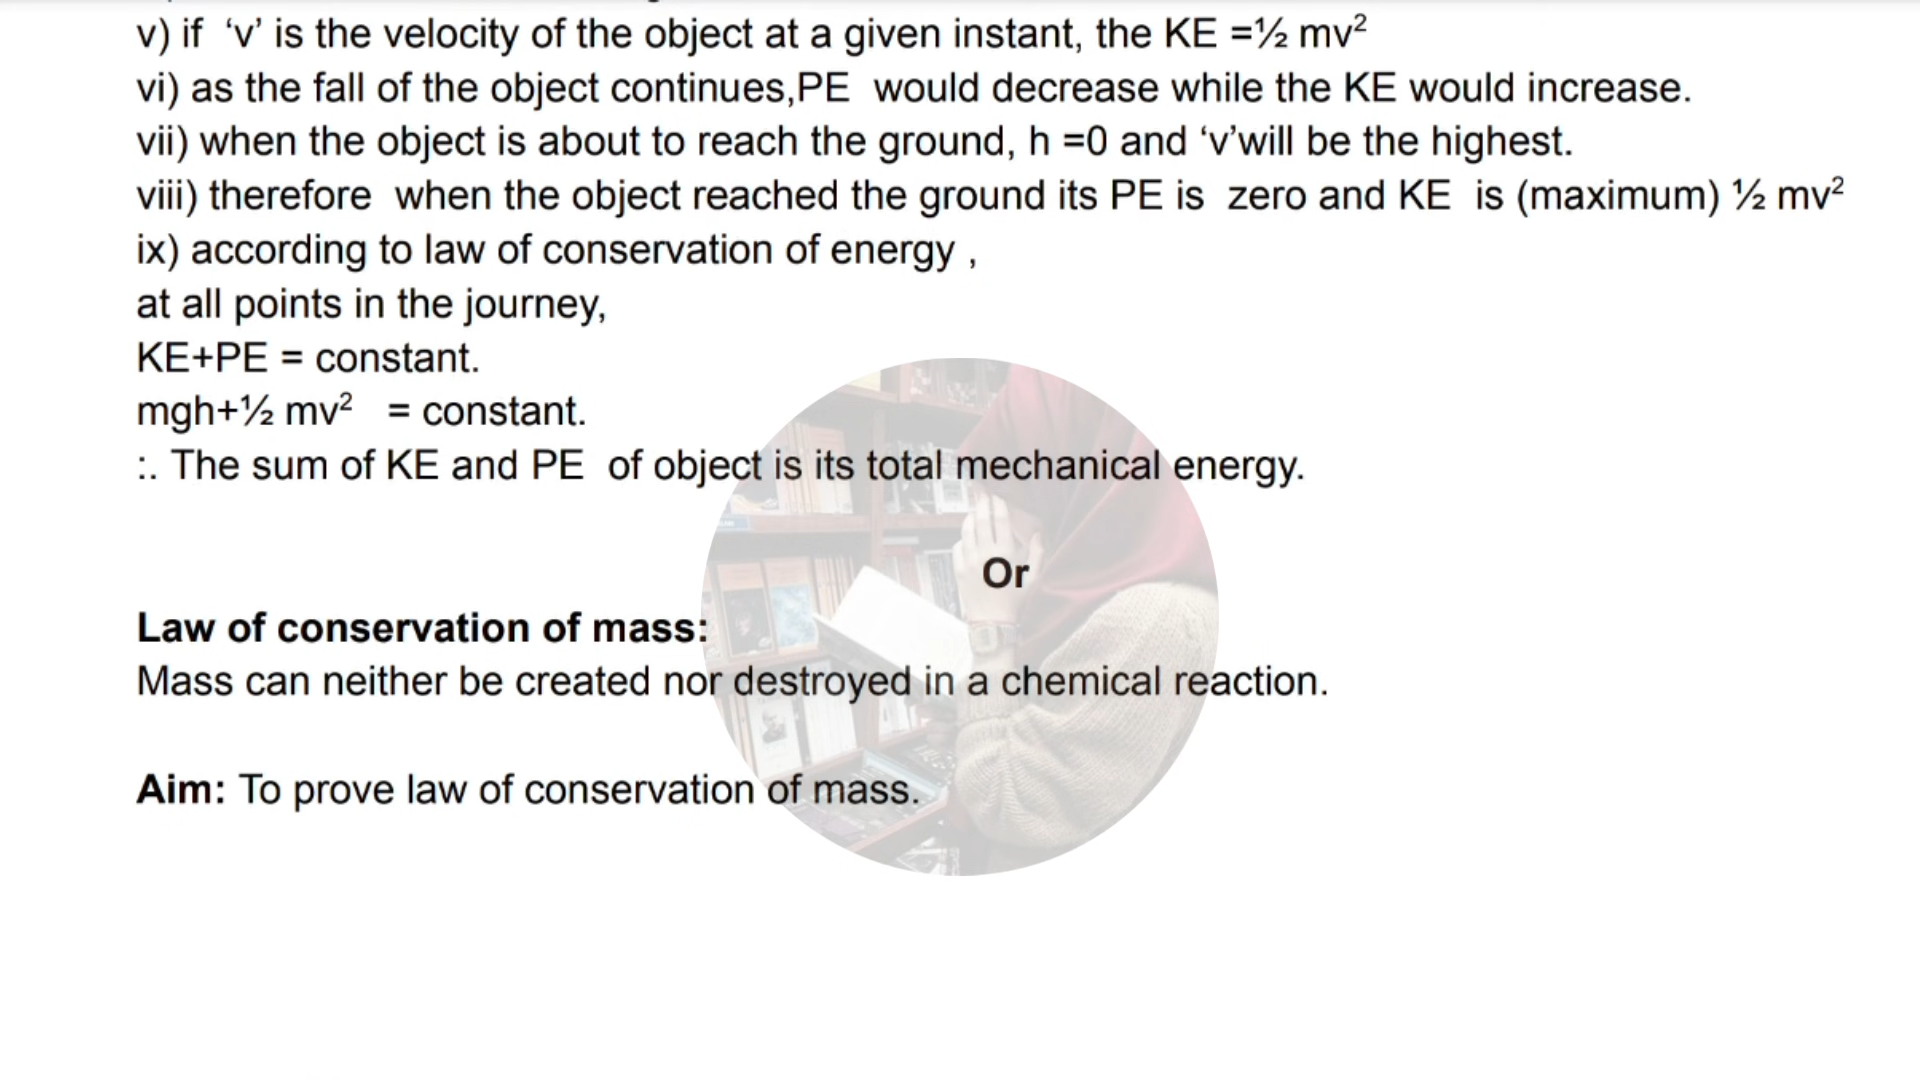 v) if ‘v’ is the velocity of the object at a given instant, the KE =½ mv²
vi) as the fall of the object continues,PE would decrease while the KE would increase.
vii) when the object is about to reach the ground, h =0 and ‘v’will be the highest.
viii) therefore when the object reached the ground its PE is zero and KE is (maximum) ½ mv²
ix) according to law of conservation of energy ,
at all points in the journey,
KE+PE = constant.
mgh+½ mv² = constant.
:. The sum of KE and PE of object is its total mechanical energy.
Or
Law of conservation of mass:
Mass can neither be created nor destroyed in a chemical reaction.
Aim: To prove law of conservation of mass.